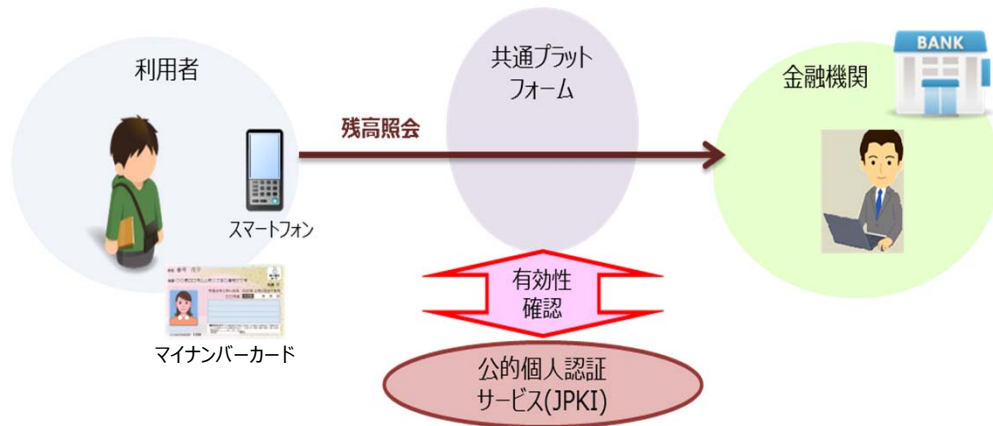 利用者
共通プラット
フォーム
金融機関
BANK
残高照会
スマートフォン
マイナンバーカード
有効性
確認
公的個人認証
サービス(JPKI)